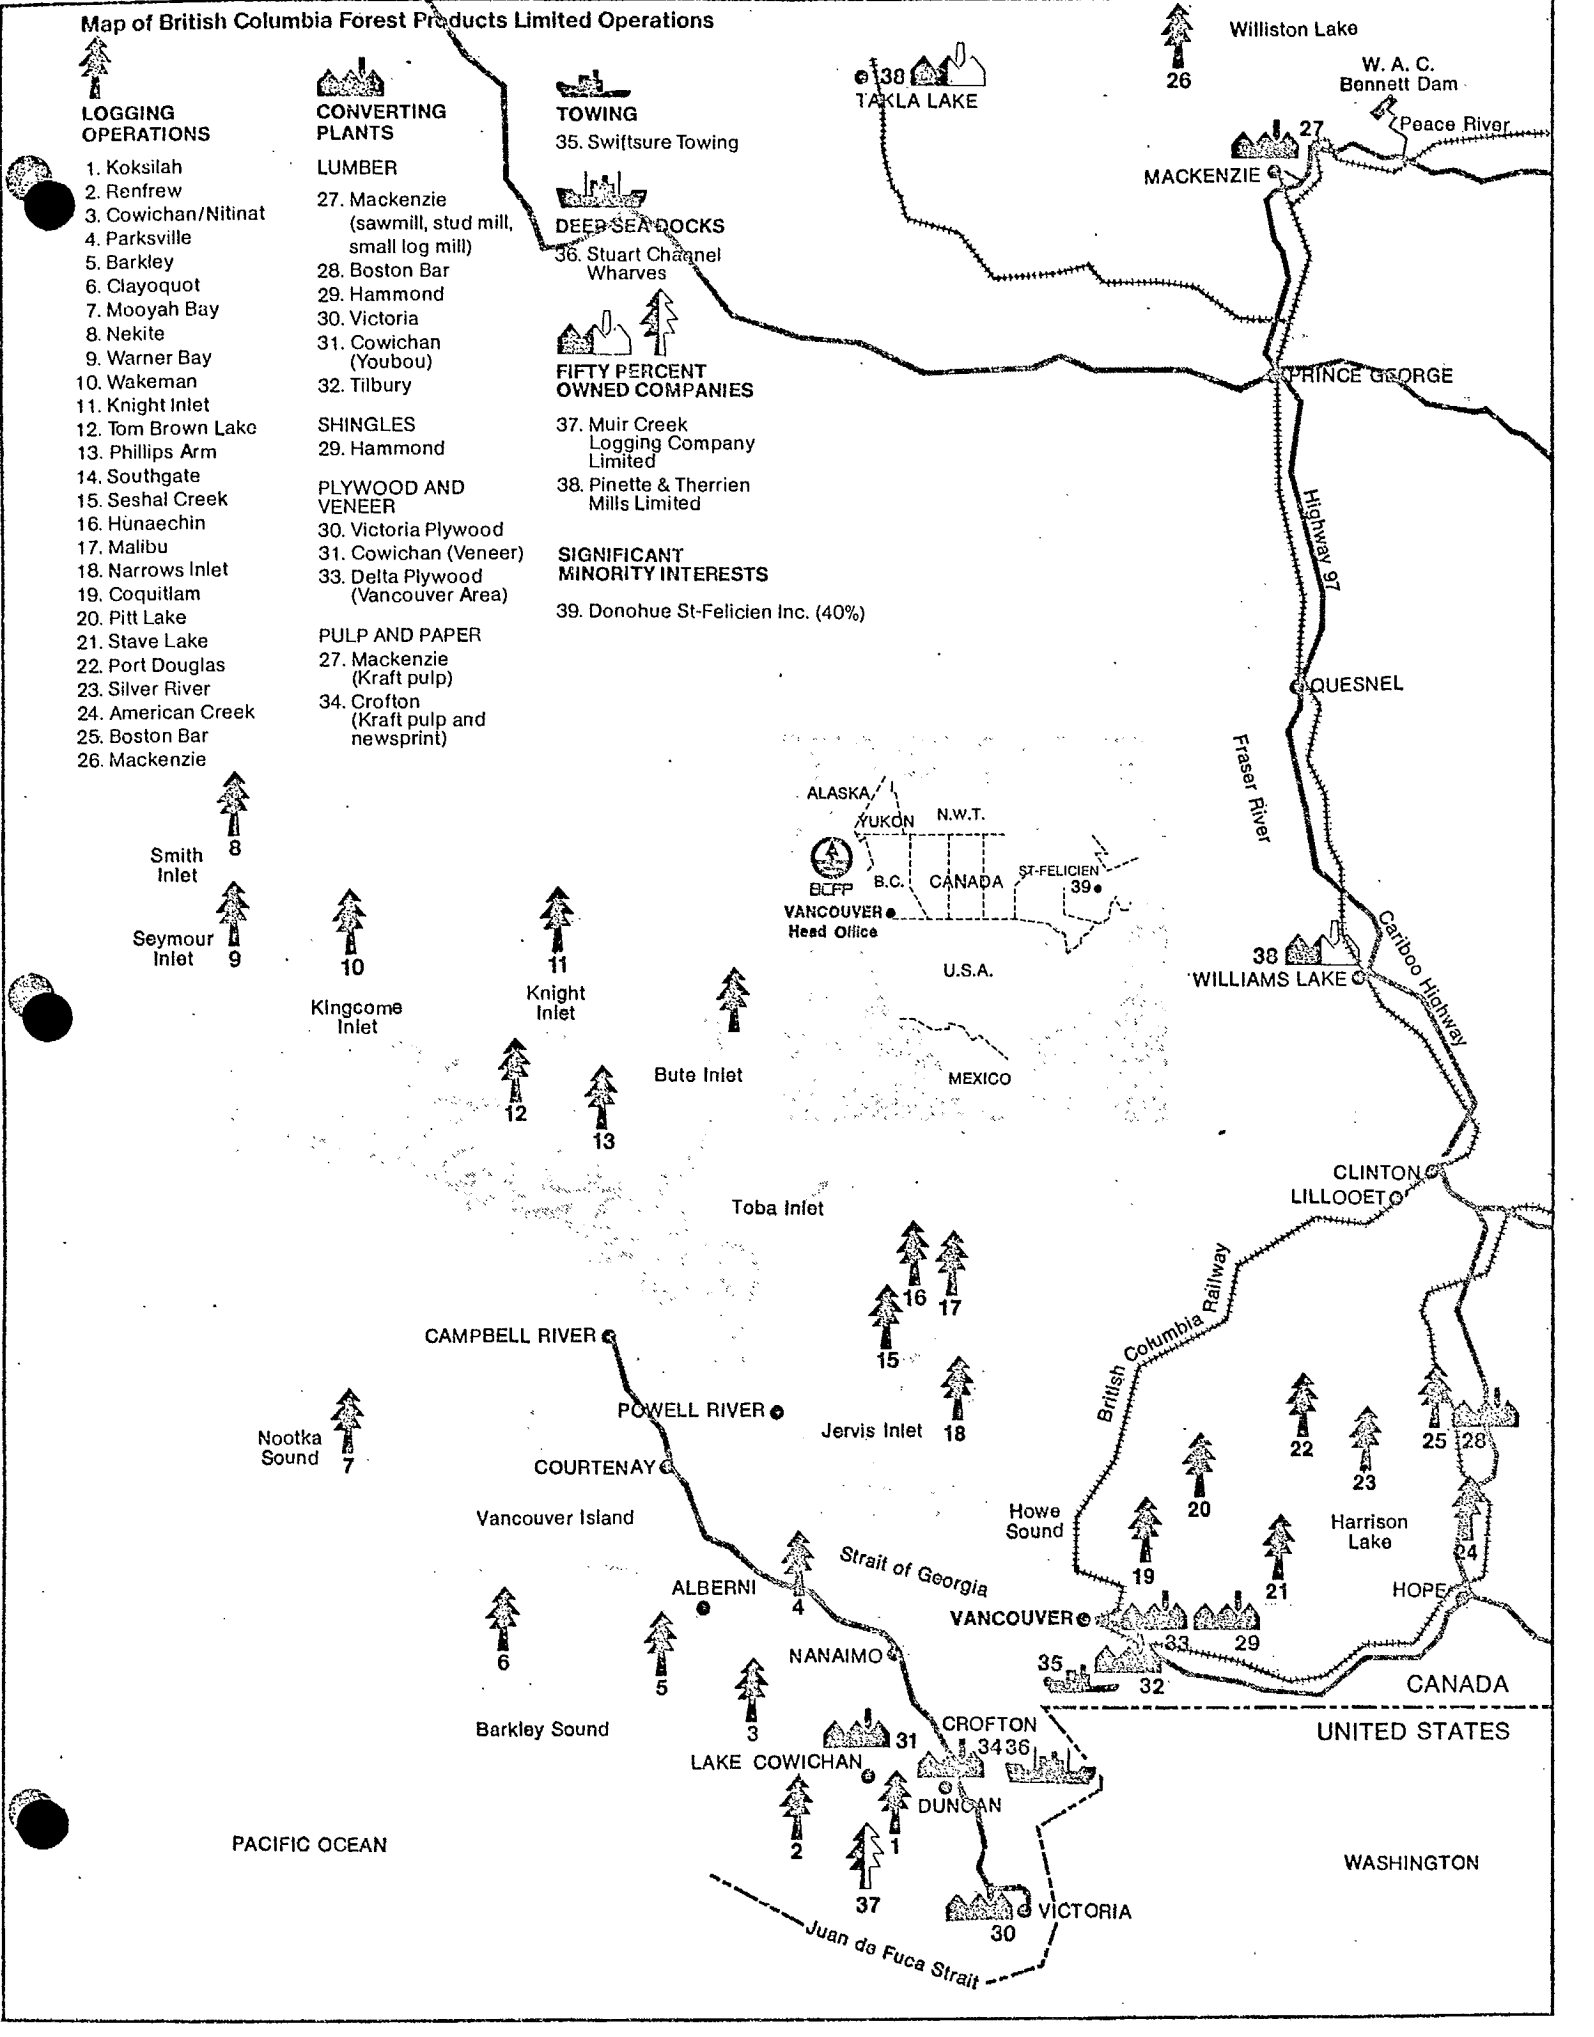 Map of British Columbia Forest Products Limited Operations
LOGGING
OPERATIONS
1. Koksilah
2. Renfrew
3. Cowichan/Nitinat
4. Parksville
5. Barkley
6. Clayoquot
7. Mooyah Bay
8. Nekite
9. Warner Bay
10. Wakeman
11. Knight Inlet
12. Tom Brown Lake
13. Phillips Arm
14. Southgate
15. Seshal Creek
16. Hunaechin
17. Malibu
18. Narrows Inlet
19. Coquitlam
20. Pitt Lake
21. Stave Lake
22. Port Douglas
23. Silver River
24. American Creek
25. Boston Bar
26. Mackenzie
CONVERTING
PLANTS
LUMBER
27. Mackenzie
(sawmill, stud mill,
small log mill)
28. Boston Bar
29. Hammond
30. Victoria
31. Cowichan
(Youbou)
32. Tilbury
SHINGLES
29. Hammond
PLYWOOD AND
VENEER
30. Victoria Plywood
31. Cowichan (Veneer)
33. Delta Plywood
(Vancouver Area)
PULP AND PAPER
27. Mackenzie
(Kraft pulp)
34. Crofton
(Kraft pulp and
newsprint)
TOWING
35. Swiftsure Towing
DEEP SEA DOCKS
36. Stuart Channel
Wharves
FIFTY PERCENT
OWNED COMPANIES
37. Muir Creek
Logging Company
Limited
38. Pinette & Therrien
Mills Limited
SIGNIFICANT
MINORITY INTERESTS
39. Donohue St-Felicien Inc. (40%)
38
TAKLA LAKE
Williston Lake
26
W. A. C.
Bennett Dam
Peace River
27
MACKENZIE
PRINCE GEORGE
Highway 97
QUESNEL
Fraser River
38
WILLIAMS LAKE
Cariboo Highway
CLINTON
LILLOOET
British Columbia Railway
ALASKA
YUKON
N.W.T.
BCFP
B.C.
CANADA
ST-FELICIEN
39
VANCOUVER
Head Office
U.S.A.
MEXICO
8
Smith
Inlet
Seymour
Inlet
9
10
Kingcome
Inlet
11
Knight
Inlet
Bute Inlet
12
13
Toba Inlet
16
17
15
CAMPBELL RIVER
POWELL RIVER
Jervis Inlet
18
Nootka
Sound
7
COURTENAY
Vancouver Island
22
23
25
28
20
Howe
Sound
Harrison
Lake
19
21
24
HOPE
Strait of Georgia
ALBERNI
4
VANCOUVER
33
29
6
5
NANAIMO
35
32
CANADA
Barkley Sound
3
31
CROFTON
34 36
UNITED STATES
LAKE COWICHAN
DUNCAN
2
1
PACIFIC OCEAN
WASHINGTON
37
VICTORIA
30
Juan de Fuca Strait